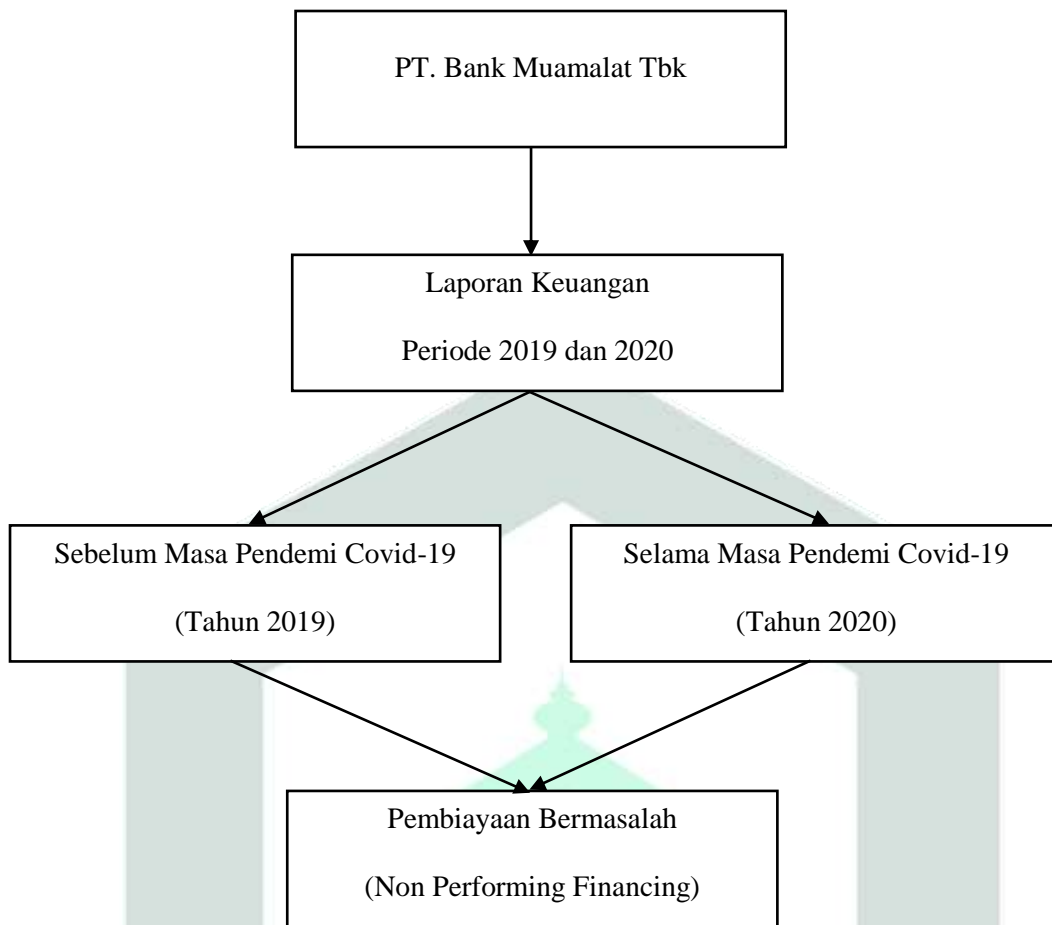 PT. Bank Muamalat Tbk
Laporan Keuangan
Periode 2019 dan 2020
Sebelum Masa Pendemi Covid-19
(Tahun 2019)
Selama Masa Pendemi Covid-19
(Tahun 2020)
Pembiayaan Bermasalah
(Non Performing Financing)